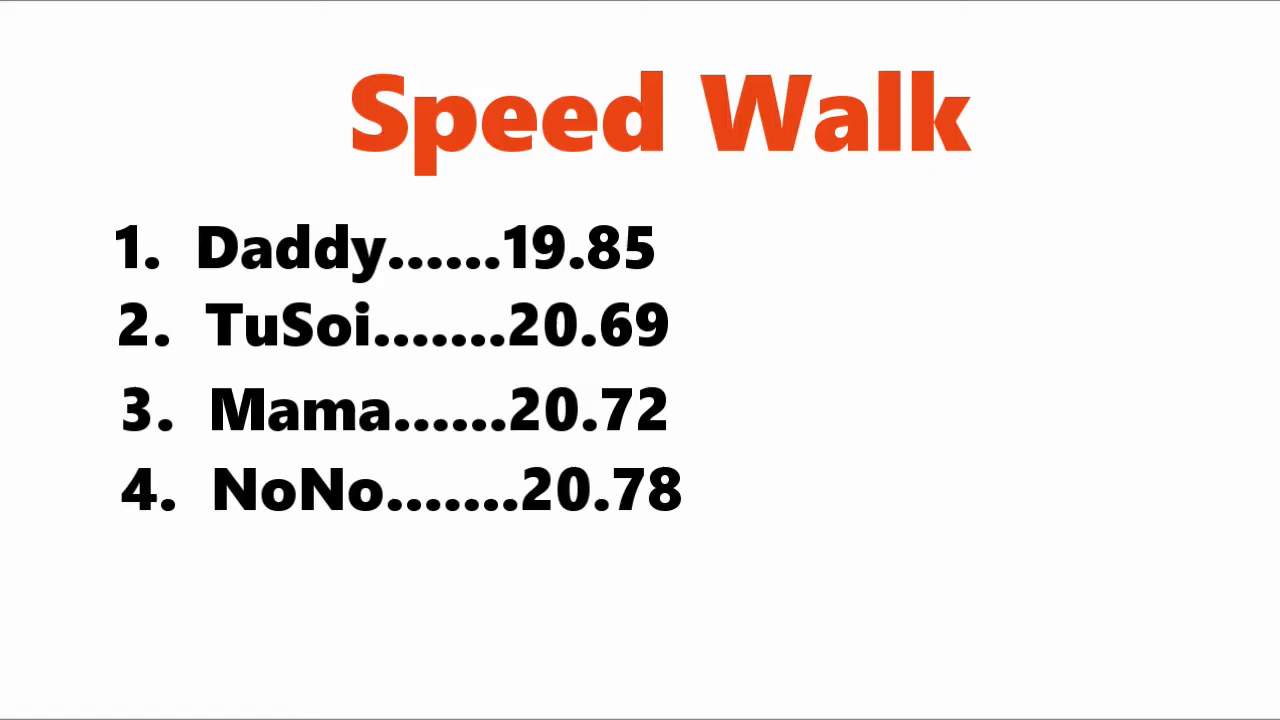 Speed Walk
1. Daddy......19.85
2. TuSoi.......20.69
3. Mama......20.72
4. NoNo.......20.78